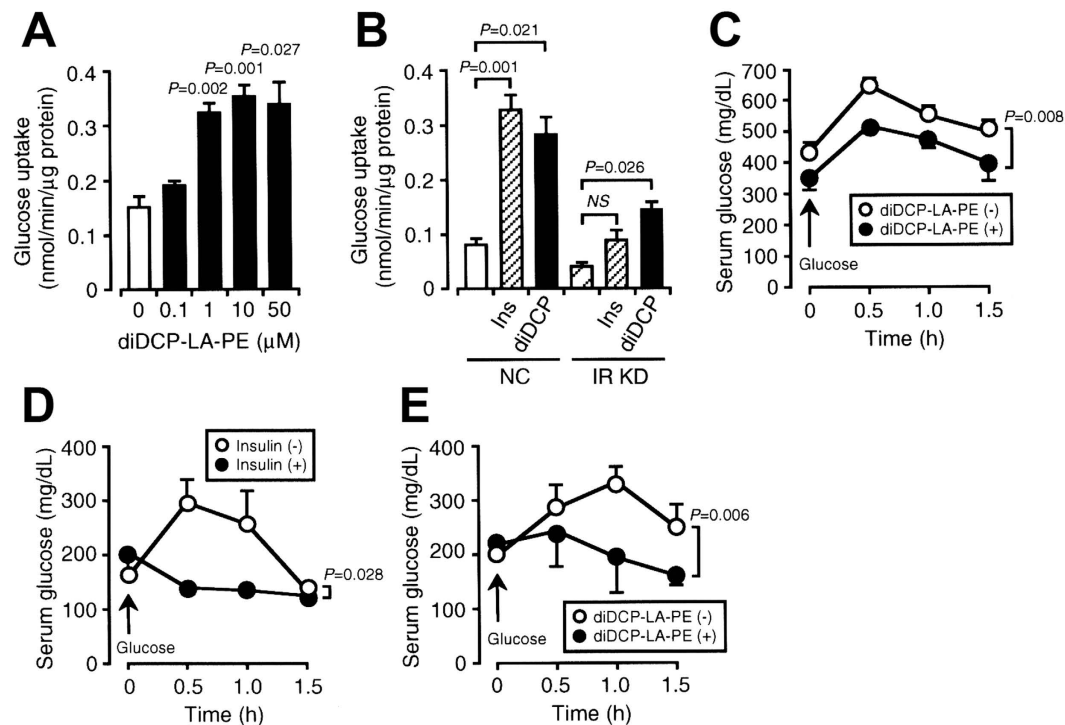 A
Glucose uptake
(nmol/min/μg protein)
0.4
0.3
0.2
0.1
0
P=0.002
P=0.001
P=0.027
0 0.1 1 10 50
diDCP-LA-PE (μM)
B
Glucose uptake
(nmol/min/μg protein)
0.4
0.3
0.2
0.1
0
P=0.021
P=0.001
P=0.026
NS
Ins
diDCP
Ins
diDCP
NC
IR KD
C
Serum glucose (mg/dL)
700
600
500
400
300
200
100
0
P=0.008
diDCP-LA-PE (-)
diDCP-LA-PE (+)
Glucose
0 0.5 1.0 1.5
Time (h)
D
Serum glucose (mg/dL)
400
300
200
100
0
Insulin (-)
Insulin (+)
P=0.028
Glucose
0 0.5 1.0 1.5
Time (h)
E
Serum glucose (mg/dL)
400
300
200
100
0
P=0.006
diDCP-LA-PE (-)
diDCP-LA-PE (+)
Glucose
0 0.5 1.0 1.5
Time (h)